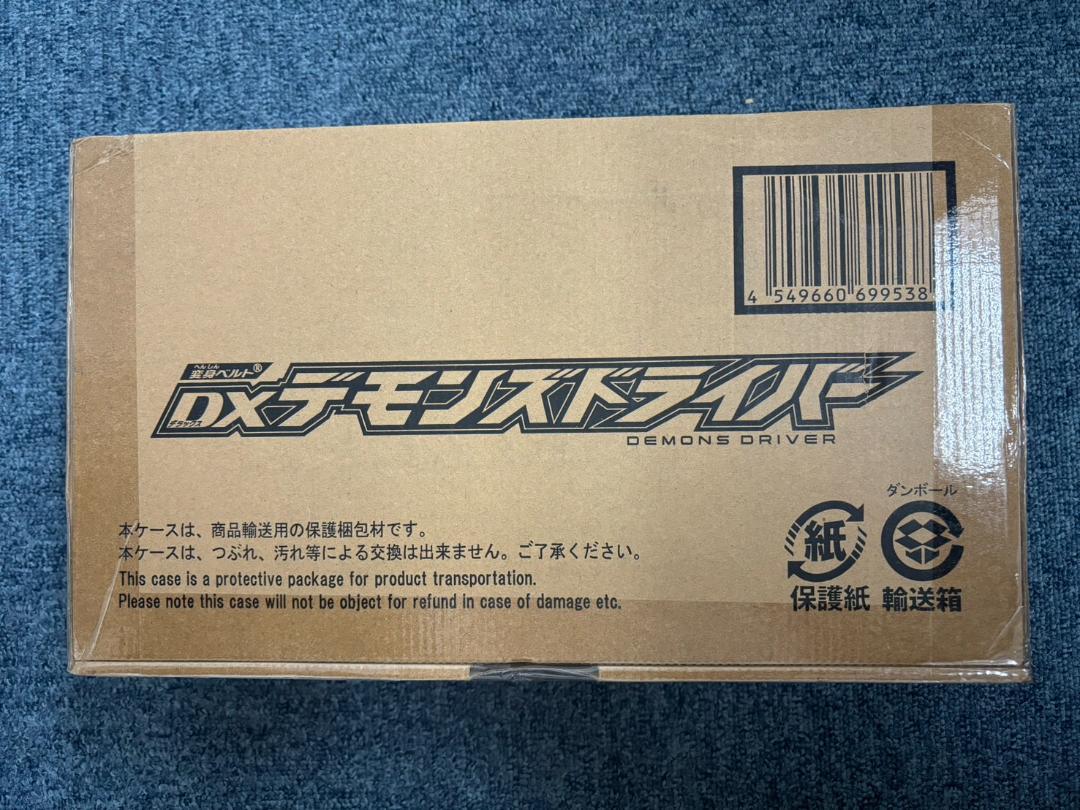 4 549660 699538
へんしん
変身ベルト®
DXデモンズドライバー
デラックス
DEMONS DRIVER
本ケースは、商品輸送用の保護梱包材です。
本ケースは、つぶれ、汚れ等による交換は出来ません。ご了承ください。
This case is a protective package for product transportation.
Please note this case will not be object for refund in case of damage etc.
ダンボール
紙
保護紙 輸送箱